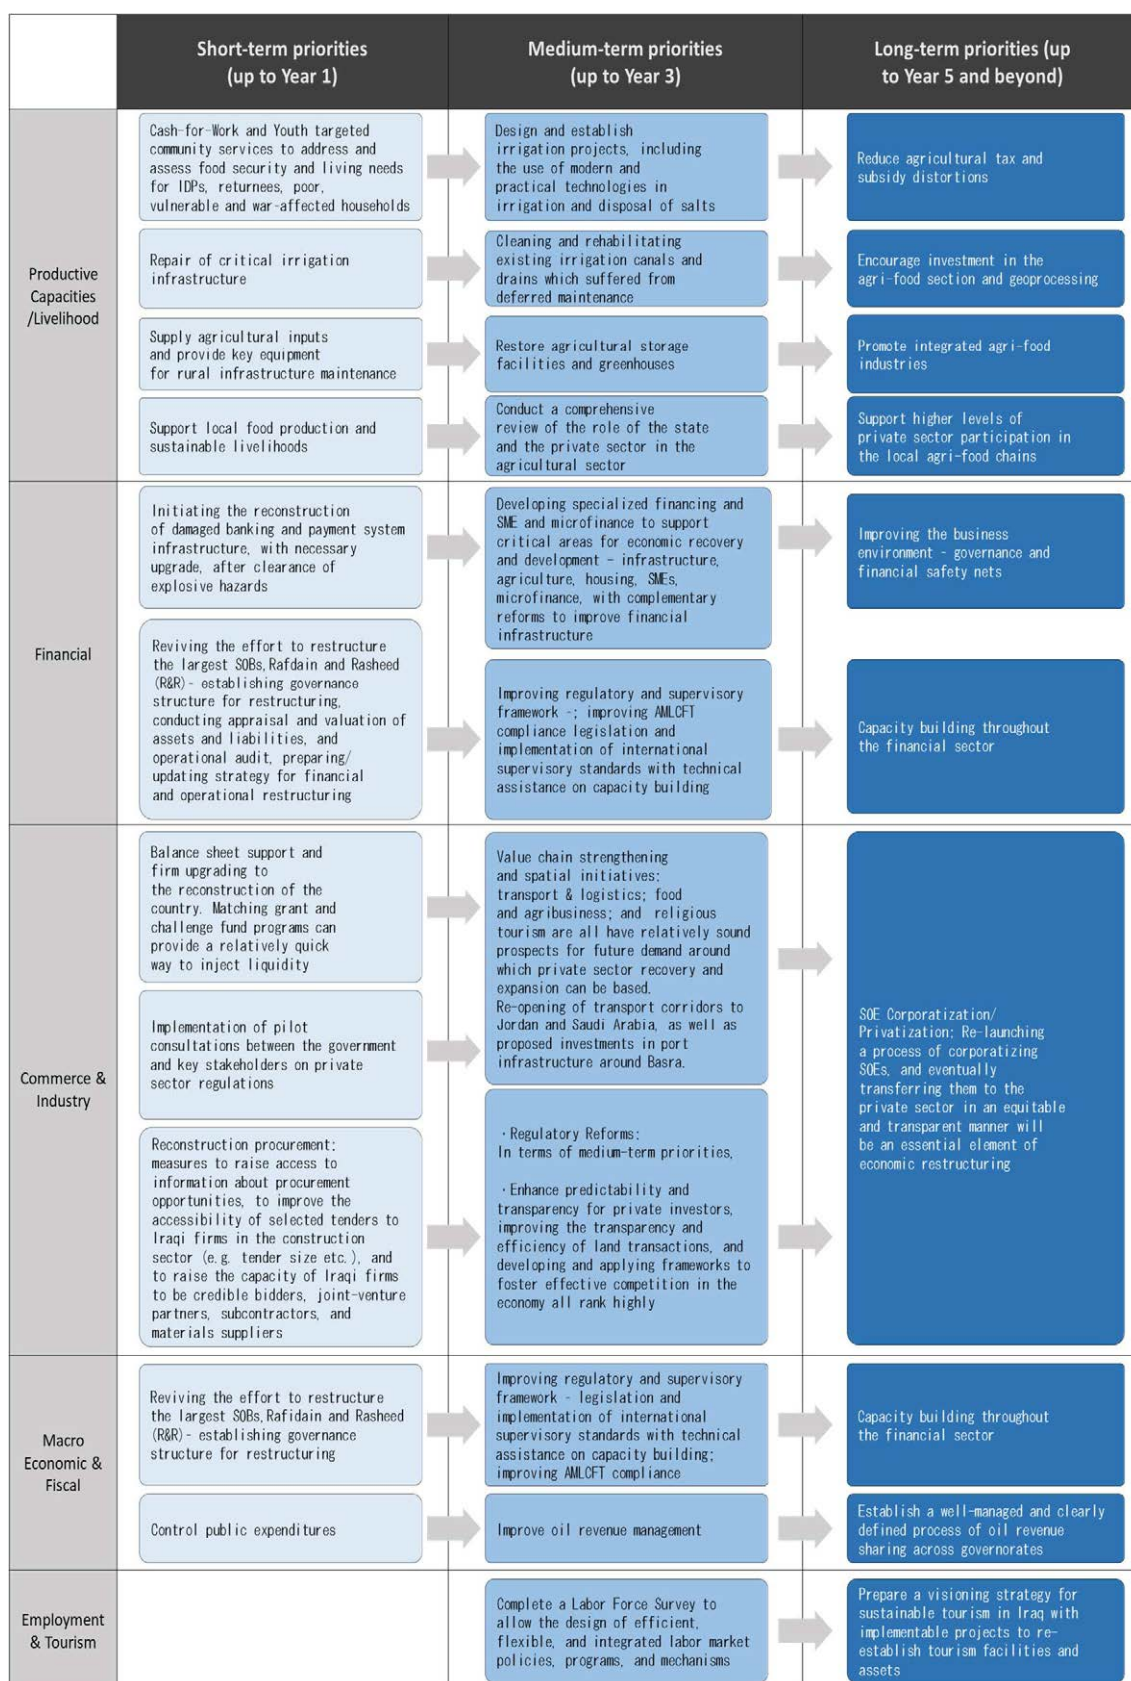 Short-term priorities
(up to Year 1)
Medium-term priorities
(up to Year 3)
Long-term priorities (up
to Year 5 and beyond)
Productive
Capacities
/Livelihood
Cash-for-Work and Youth targeted
community services to address and
assess food security and living needs
for IDPs, returnees, poor,
vulnerable and war-affected households
Design and establish
irrigation projects, including
the use of modern and
practical technologies in
irrigation and disposal of salts
Reduce agricultural tax and
subsidy distortions
Repair of critical irrigation
infrastructure
Cleaning and rehabilitating
existing irrigation canals and
drains which suffered from
deferred maintenance
Encourage investment in the
agri-food section and geoprocessing
Supply agricultural inputs
and provide key equipment
for rural infrastructure maintenance
Restore agricultural storage
facilities and greenhouses
Promote integrated agri-food
industries
Support local food production and
sustainable livelihoods
Conduct a comprehensive
review of the role of the state
and the private sector in the
agricultural sector
Support higher levels of
private sector participation in
the local agri-food chains
Financial
Initiating the reconstruction
of damaged banking and payment system
infrastructure, with necessary
upgrade, after clearance of
explosive hazards
Developing specialized financing and
SME and microfinance to support
critical areas for economic recovery
and development – infrastructure,
agriculture, housing, SMEs,
microfinance, with complementary
reforms to improve financial
infrastructure
Improving the business
environment - governance and
financial safety nets
Reviving the effort to restructure
the largest SOBs, Rafdain and Rasheed
(R&R)- establishing governance
structure for restructuring,
conducting appraisal and valuation of
assets and liabilities, and
operational audit, preparing/
updating strategy for financial
and operational restructuring
Improving regulatory and supervisory
framework -; improving AMLCFT
compliance legislation and
implementation of international
supervisory standards with technical
assistance on capacity building
Capacity building throughout
the financial sector
Commerce &
Industry
Balance sheet support and
firm upgrading to
the reconstruction of the
country. Matching grant and
challenge fund programs can
provide a relatively quick
way to inject liquidity
Value chain strengthening
and spatial initiatives:
transport & logistics; food
and agribusiness; and religious
tourism are all have relatively sound
prospects for future demand around
which private sector recovery and
expansion can be based.
Re-opening of transport corridors to
Jordan and Saudi Arabia, as well as
proposed investments in port
infrastructure around Basra.
SOE Corporatization/
Privatization: Re-launching
a process of corporatizing
SOEs, and eventually
transferring them to the
private sector in an equitable
and transparent manner will
be an essential element of
economic restructuring
Implementation of pilot
consultations between the government
and key stakeholders on private
sector regulations
Reconstruction procurement:
measures to raise access to
information about procurement
opportunities, to improve the
accessibility of selected tenders to
Iraqi firms in the construction
sector (e.g. tender size etc.), and
to raise the capacity of Iraqi firms
to be credible bidders, joint-venture
partners, subcontractors, and
materials suppliers
・Regulatory Reforms:
In terms of medium-term priorities,
・Enhance predictability and
transparency for private investors,
improving the transparency and
efficiency of land transactions, and
developing and applying frameworks to
foster effective competition in the
economy all rank highly
Macro
Economic &
Fiscal
Reviving the effort to restructure
the largest SOBs, Rafidain and Rasheed
(R&R)- establishing governance
structure for restructuring
Improving regulatory and supervisory
framework - legislation and
implementation of international
supervisory standards with technical
assistance on capacity building;
improving AMLCFT compliance
Capacity building throughout
the financial sector
Control public expenditures
Improve oil revenue management
Establish a well-managed and clearly
defined process of oil revenue
sharing across governorates
Employment
& Tourism
Complete a Labor Force Survey to
allow the design of efficient,
flexible, and integrated labor market
policies, programs, and mechanisms
Prepare a visioning strategy for
sustainable tourism in Iraq with
implementable projects to re-
establish tourism facilities and
assets